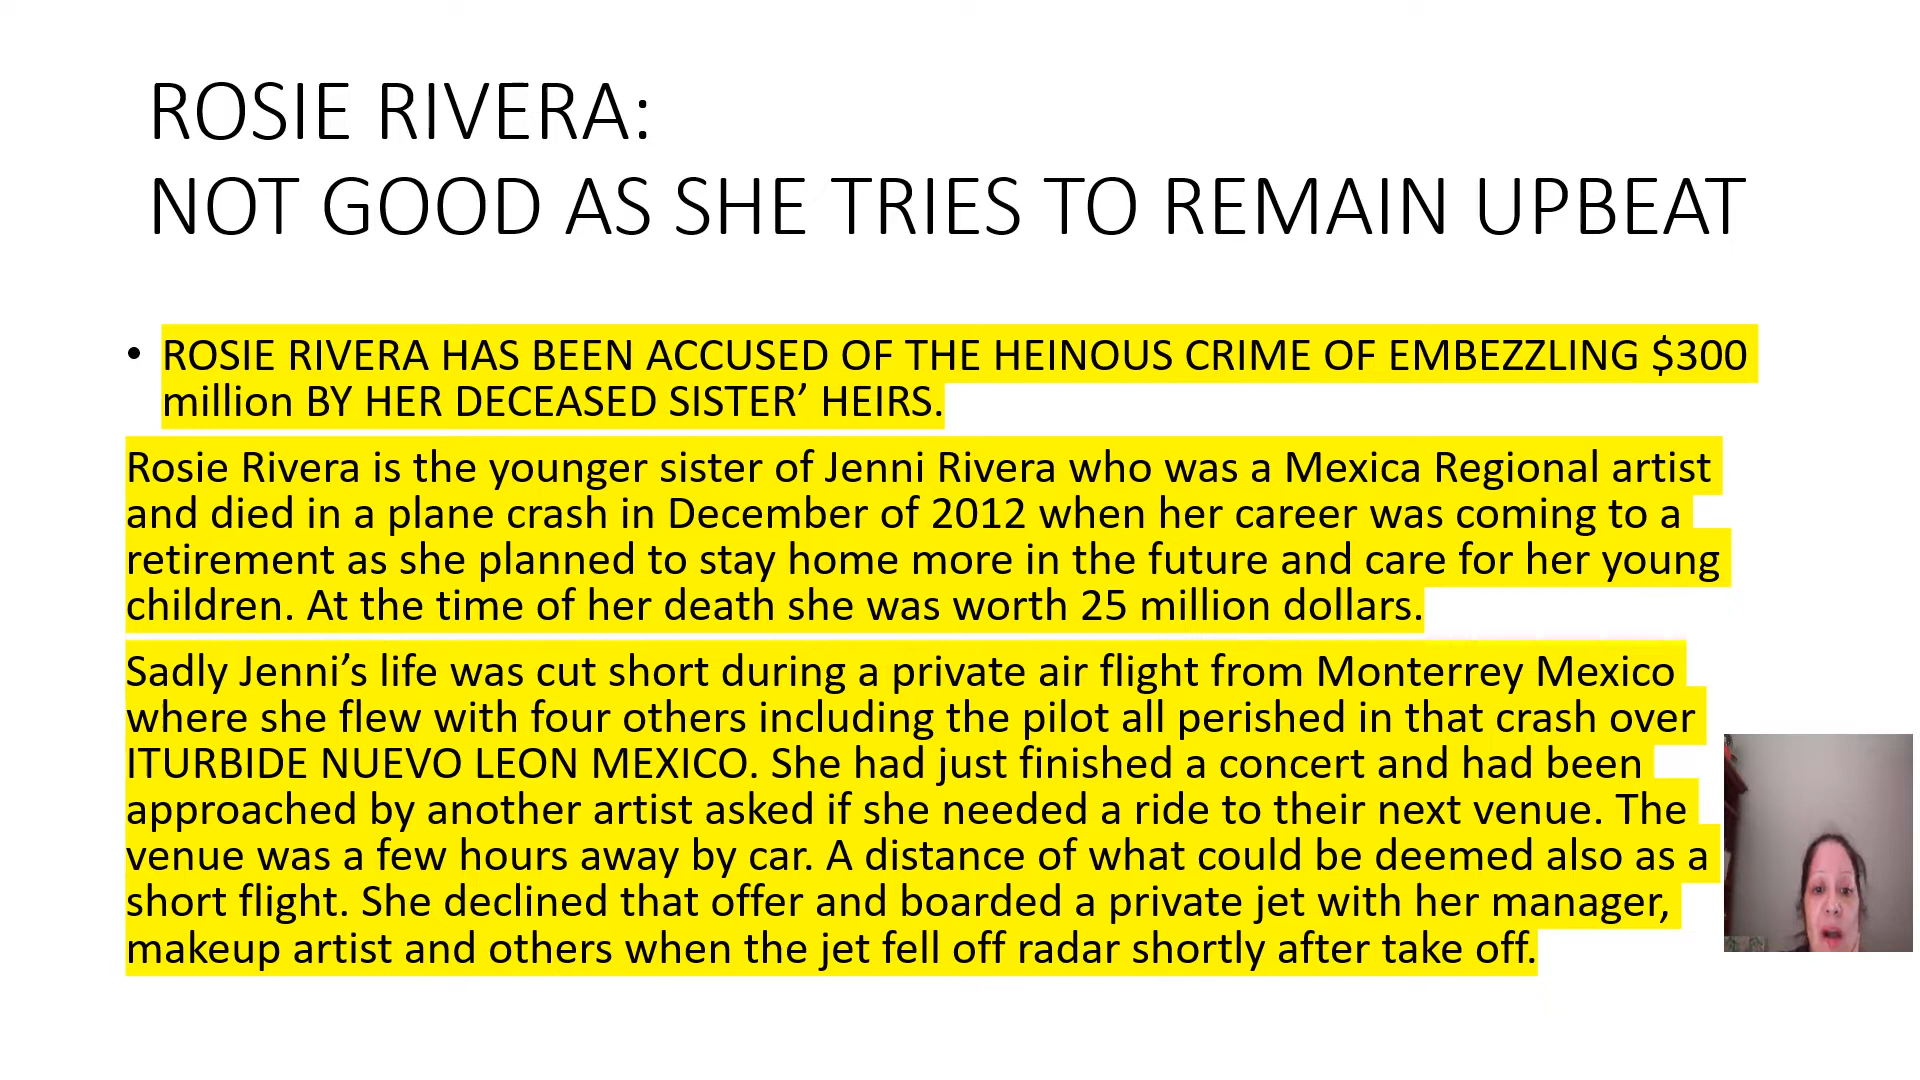 ROSIE RIVERA:
NOT GOOD AS SHE TRIES TO REMAIN UPBEAT
• ROSIE RIVERA HAS BEEN ACCUSED OF THE HEINOUS CRIME OF EMBEZZLING $300
million BY HER DECEASED SISTER’ HEIRS.
Rosie Rivera is the younger sister of Jenni Rivera who was a Mexica Regional artist
and died in a plane crash in December of 2012 when her career was coming to a
retirement as she planned to stay home more in the future and care for her young
children. At the time of her death she was worth 25 million dollars.
Sadly Jenni’s life was cut short during a private air flight from Monterrey Mexico
where she flew with four others including the pilot all perished in that crash over
ITURBIDE NUEVO LEON MEXICO. She had just finished a concert and had been
approached by another artist asked if she needed a ride to their next venue. The
venue was a few hours away by car. A distance of what could be deemed also as a
short flight. She declined that offer and boarded a private jet with her manager,
makeup artist and others when the jet fell off radar shortly after take off.